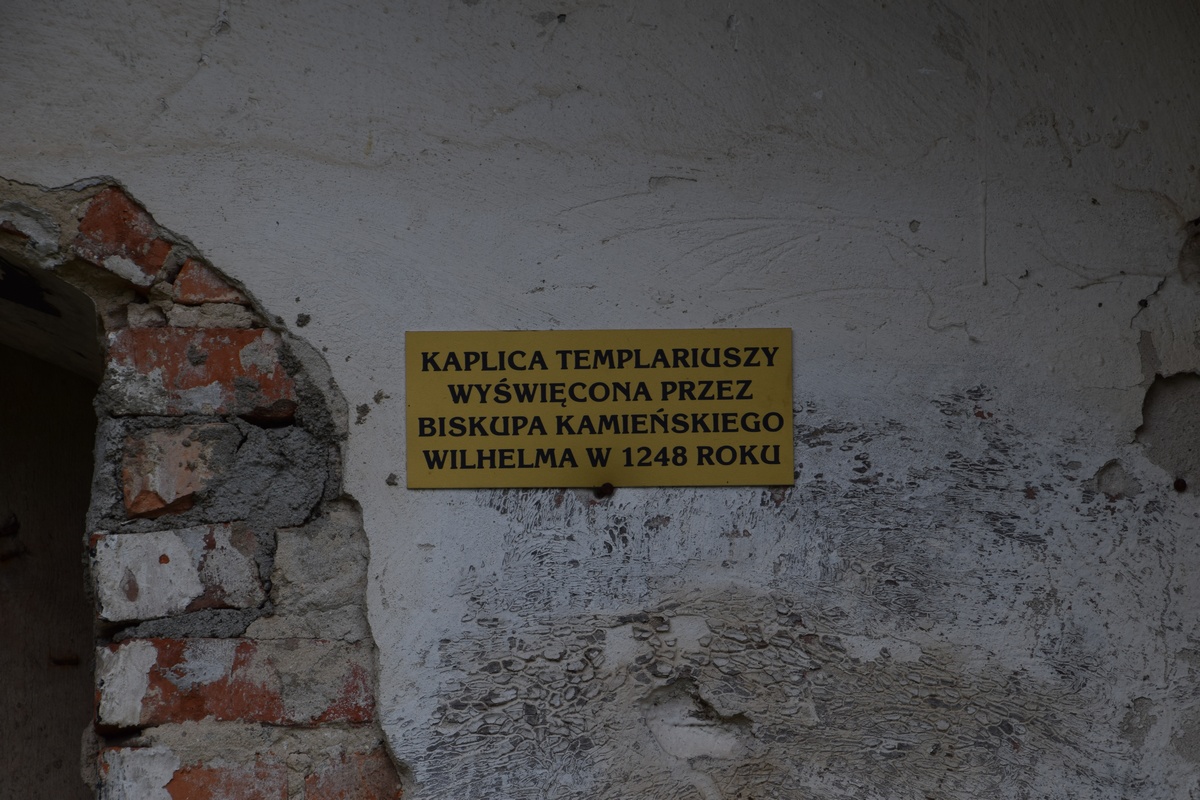 KAPLICA TEMPLARIUSZY
WYŚWIĘCONA PRZEZ
BISKUPA KAMIEŃSKIEGO
WILHELMA W 1248 ROKU